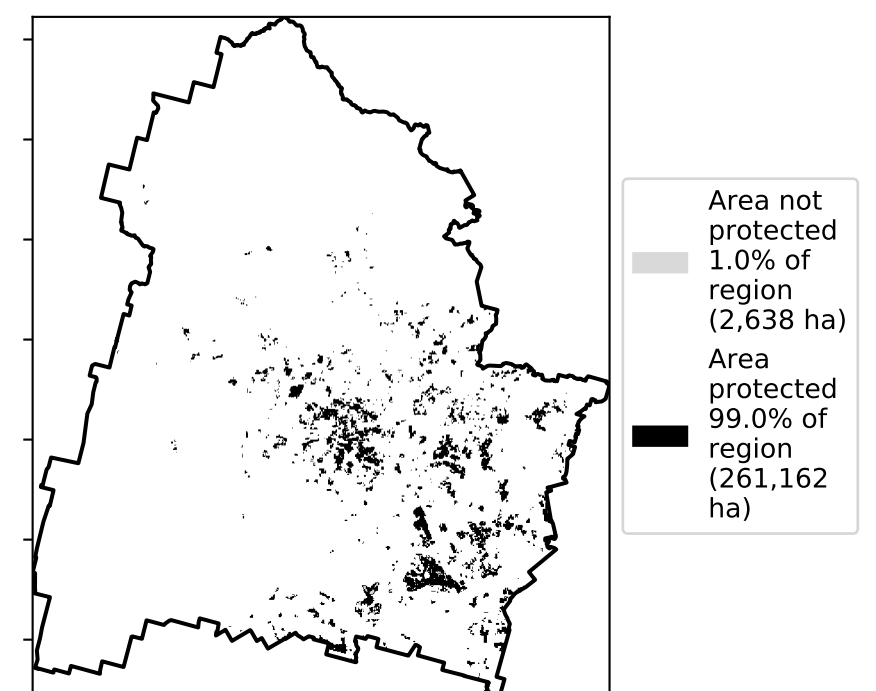 Area not
protected
1.0% of
region
(2,638 ha)
Area
protected
99.0% of
region
(261,162
ha)